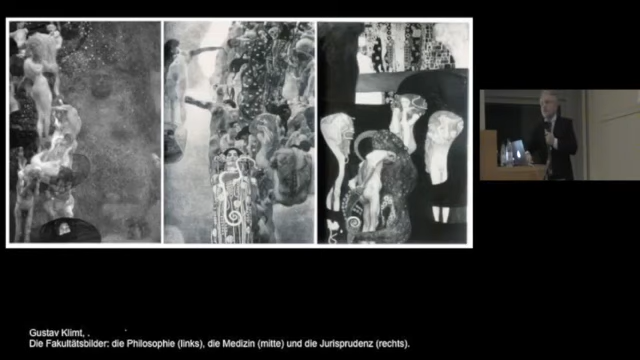 Gustav Klimt, .
Die Fakultätsbilder: die Philosophie (links), die Medizin (mitte) und die Jurisprudenz (rechts).